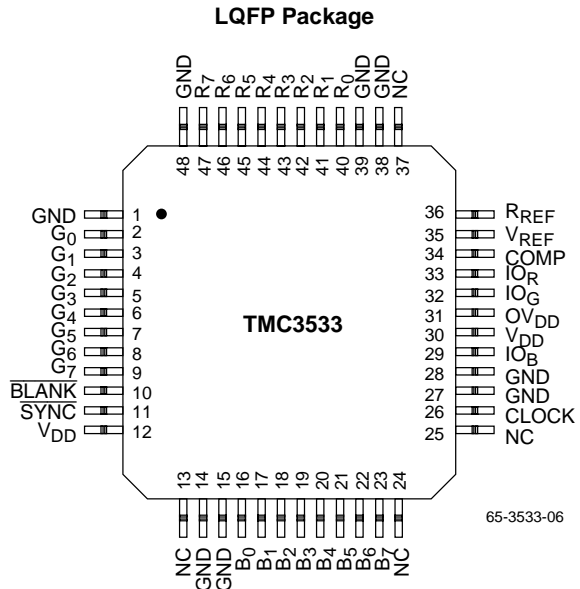 LQFP Package
GND R7 R6 R5 R4 R3 R2 R1 R0 GND GND NC
48 47 46 45 44 43 42 41 40 39 38 37
GND 1
G0 2
G1 3
G2 4
G3 5
G4 6
G5 7
G6 8
G7 9
BLANK 10
SYNC 11
VDD 12
TMC3533
36 RREF
35 VREF
34 COMP
33 IOR
32 IOG
31 OVDD
30 VDD
29 IOB
28 GND
27 GND
26 CLOCK
25 NC
13 14 15 16 17 18 19 20 21 22 23 24
NC GND GND B0 B1 B2 B3 B4 B5 B6 B7 NC
65-3533-06